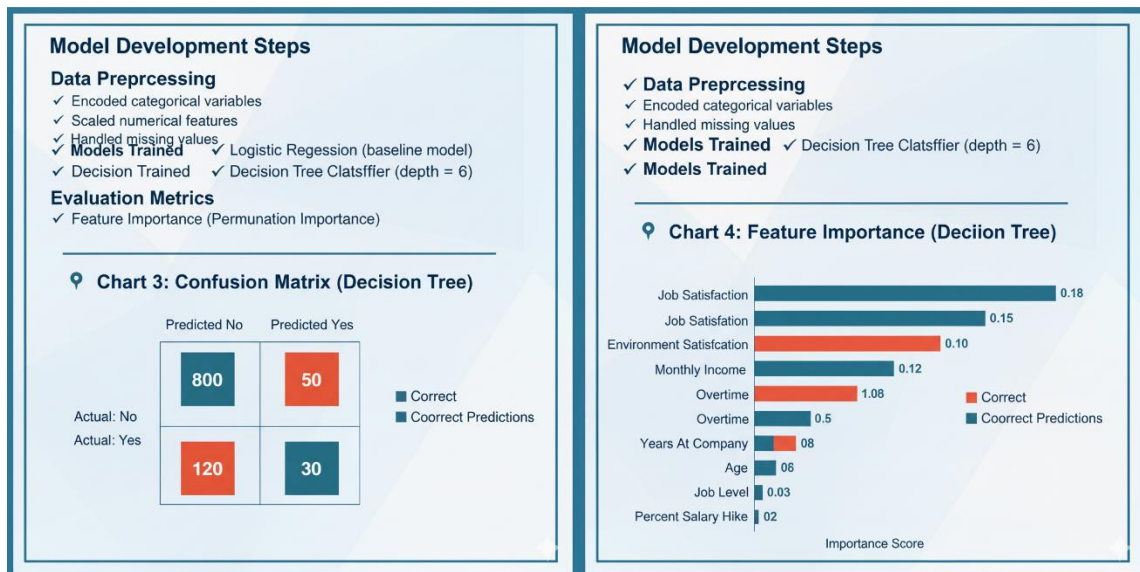 Model Development Steps
Data Preprcessing
✓ Encoded categorical variables
✓ Scaled numerical features
✓ Handled missing values
✓ Models Trained ✓ Logistic Regression (baseline model)
✓ Decision Trained ✓ Decision Tree Clatsffier (depth = 6)
Evaluation Metrics
✓ Feature Importance (Permunation Importance)
Chart 3: Confusion Matrix (Decision Tree)
Predicted No Predicted Yes
800 50
Actual: No
Actual: Yes
120 30
Correct
Coorrect Predictions
Model Development Steps
✓ Data Preprcessing
✓ Encoded categorical variables
✓ Handled missing values
✓ Models Trained ✓ Decision Tree Clatsffier (depth = 6)
✓ Models Trained
Chart 4: Feature Importance (Deciion Tree)
Job Satisfaction 0.18
Job Satisfation 0.15
Environment Satisfcation 0.10
Monthly Income 0.12
Overtime 1.08
Overtime 0.5
Years At Company 08
Age 06
Job Level 0.03
Percent Salary Hike 02
Correct
Coorrect Predictions
Importance Score